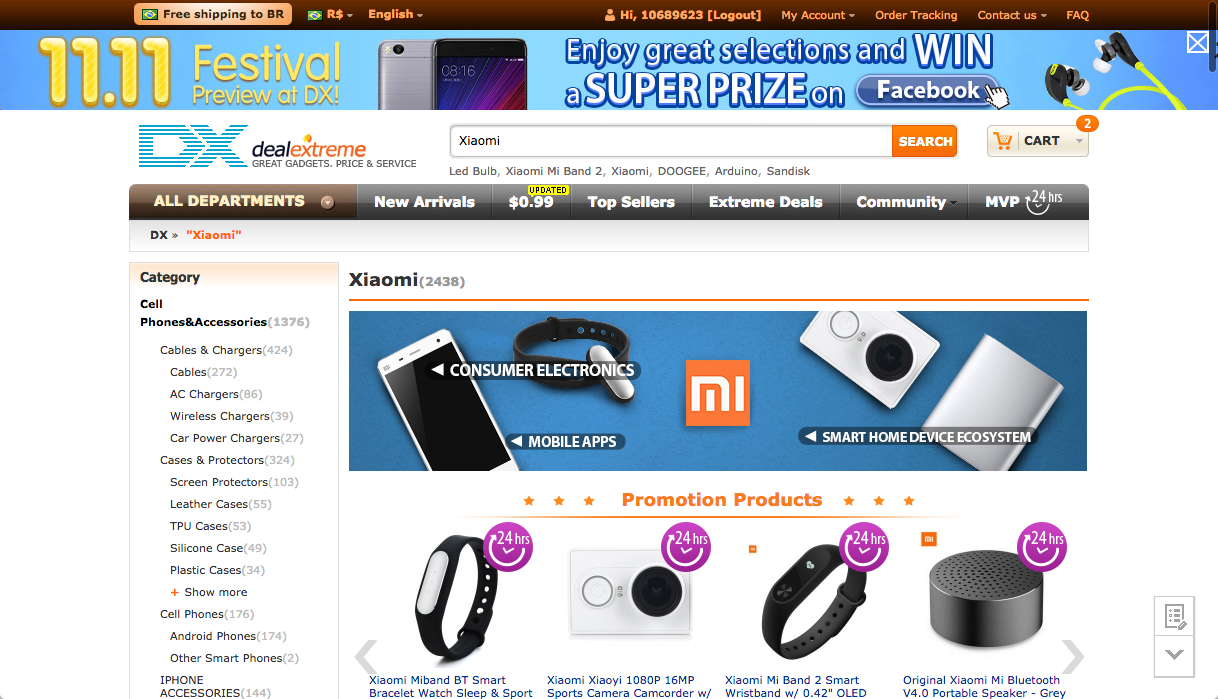 Free shipping to BR
R$
English
Hi, 10689623 [Logout]
My Account
Order Tracking
Contact us
FAQ
11.11
Festival
Preview at DX!
08:16
Enjoy great selections and WIN
a SUPER PRIZE on
Facebook
DX
dealextreme
GREAT GADGETS. PRICE & SERVICE
Xiaomi
SEARCH
2
CART
Led Bulb, Xiaomi Mi Band 2, Xiaomi, DOOGEE, Arduino, Sandisk
ALL DEPARTMENTS
New Arrivals
UPDATED
$0.99
Top Sellers
Extreme Deals
Community
MVP 24 hrs
DX » "Xiaomi"
Category
Cell
Phones&Accessories(1376)
Cables & Chargers(424)
Cables(272)
AC Chargers(86)
Wireless Chargers(39)
Car Power Chargers(27)
Cases & Protectors(324)
Screen Protectors(103)
Leather Cases(55)
TPU Cases(53)
Silicone Case(49)
Plastic Cases(34)
+ Show more
Cell Phones(176)
Android Phones(174)
Other Smart Phones(2)
IPHONE
ACCESSORIES(144)
Xiaomi(2438)
CONSUMER ELECTRONICS
MOBILE APPS
MI
SMART HOME DEVICE ECOSYSTEM
Promotion Products
24 hrs
24 hrs
24 hrs
24 hrs
Xiaomi Miband BT Smart
Bracelet Watch Sleep & Sport
Xiaomi Xiaoyi 1080P 16MP
Sports Camera Camcorder w/
Xiaomi Mi Band 2 Smart
Wristband w/ 0.42" OLED
Original Xiaomi Mi Bluetooth
V4.0 Portable Speaker - Grey